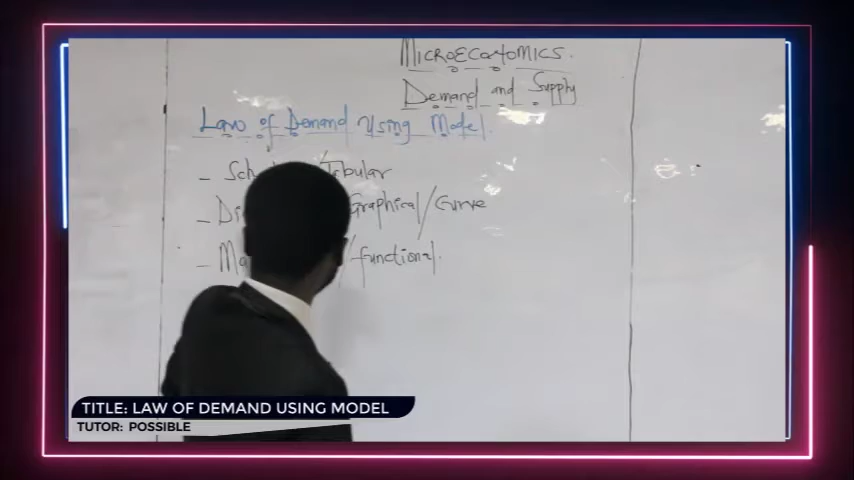 MICROECONOMICS.
Demand and Supply
Law of Demand Using Model.
- / Tabular
- Graphical / Curve
- / functional.
TITLE: LAW OF DEMAND USING MODEL
TUTOR: POSSIBLE